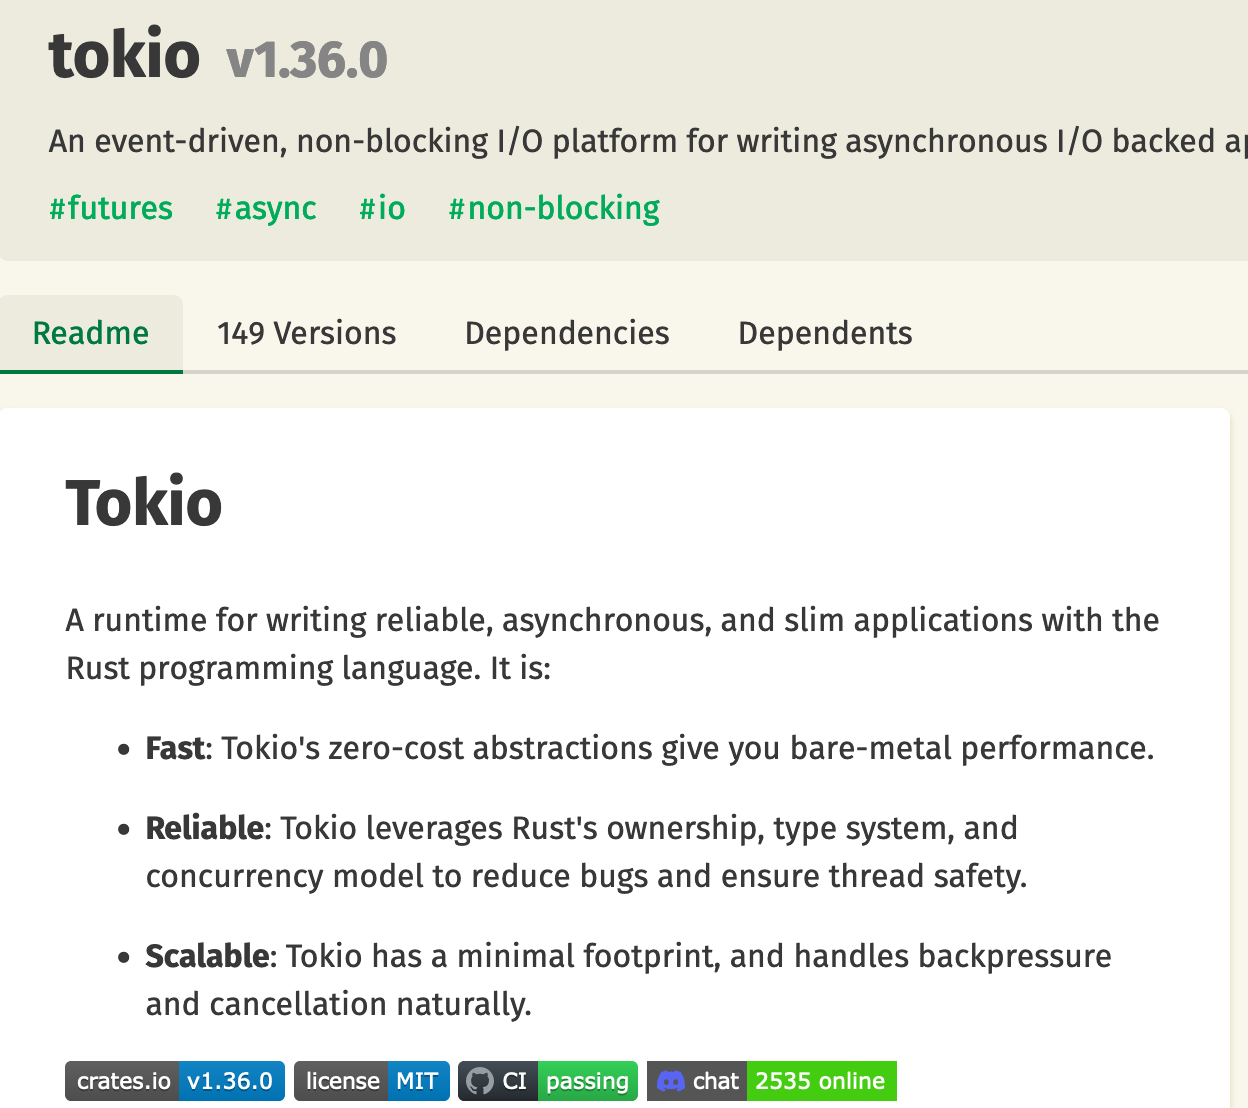 tokio v1.36.0
An event-driven, non-blocking I/O platform for writing asynchronous I/O backed
#futures #async #io #non-blocking
Readme 149 Versions Dependencies Dependents
Tokio
A runtime for writing reliable, asynchronous, and slim applications with the
Rust programming language. It is:
• Fast: Tokio's zero-cost abstractions give you bare-metal performance.
• Reliable: Tokio leverages Rust's ownership, type system, and
concurrency model to reduce bugs and ensure thread safety.
• Scalable: Tokio has a minimal footprint, and handles backpressure
and cancellation naturally.
crates.io v1.36.0 license MIT CI passing chat 2535 online